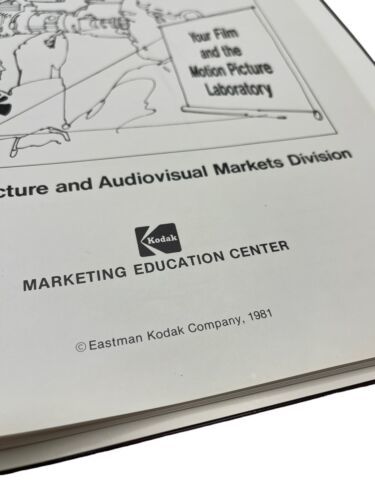 Your Film
and the
Motion Picture
Laboratory
cture and Audiovisual Markets Division
Kodak
MARKETING EDUCATION CENTER
©Eastman Kodak Company, 1981